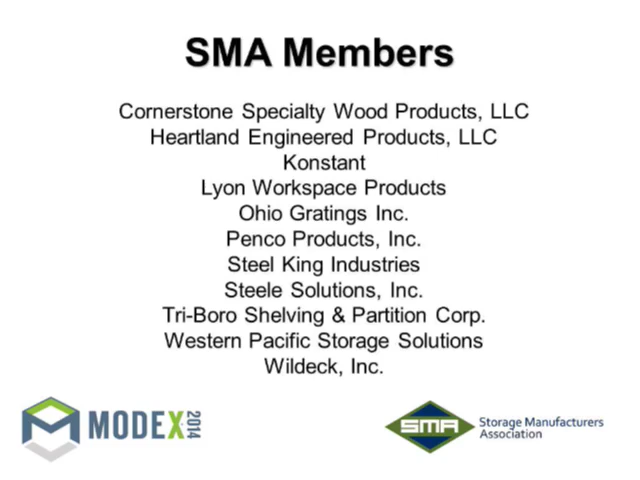 SMA Members
Cornerstone Specialty Wood Products, LLC
Heartland Engineered Products, LLC
Konstant
Lyon Workspace Products
Ohio Gratings Inc.
Penco Products, Inc.
Steel King Industries
Steele Solutions, Inc.
Tri-Boro Shelving & Partition Corp.
Western Pacific Storage Solutions
Wildeck, Inc.
MODEX 2014
SMA Storage Manufacturers
Association